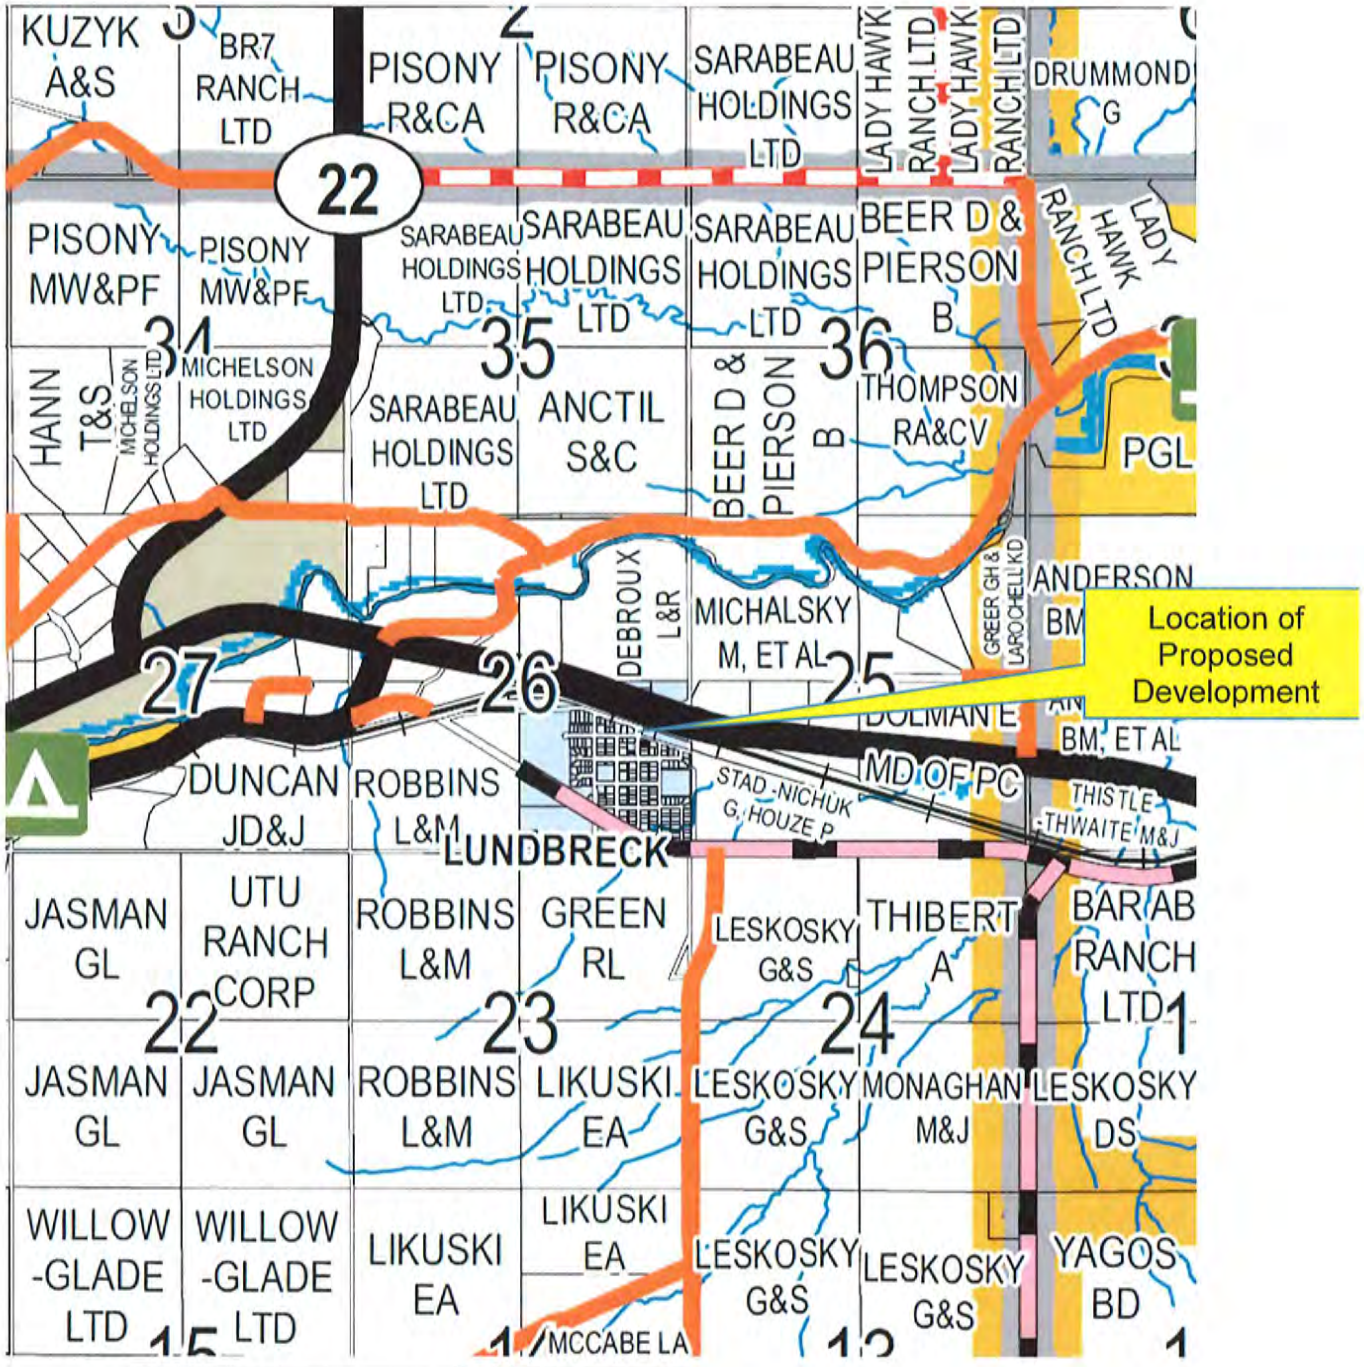 KUZYK
A&S
3
BR7
RANCH
LTD
PISONY
R&CA
2
PISONY
R&CA
SARABEAU
HOLDINGS
LTD
LADY HAWK
RANCH LTD
LADY HAWK
RANCH LTD
DRUMMOND
G
22
PISONY
MW&PF
PISONY
MW&PF
SARABEAU
HOLDINGS
LTD
SARABEAU
HOLDINGS
LTD
SARABEAU
HOLDINGS
LTD
BEER D &
PIERSON
B
LADY
HAWK
RANCH LTD
34
35
36
HANN
T&S
MICHELSON
HOLDINGS LTD
MICHELSON
HOLDINGS
LTD
SARABEAU
HOLDINGS
LTD
ANCTIL
S&C
BEER D &
PIERSON
B
THOMPSON
RA&CV
PGL
DEBROUX
L&R
MICHALSKY
M, ET AL
GREER GH &
LAROCHELL KD
ANDERSON
BM
Location of
Proposed
Development
27
26
25
DOLMAN E
AN
BM, ET AL
DUNCAN
JD&J
ROBBINS
L&M
STAD -NICHUK
G, HOUZE P
MD OF PC
THISTLE
-THWAITE M&J
LUNDBRECK
JASMAN
GL
UTU
RANCH
CORP
ROBBINS
L&M
GREEN
RL
LESKOSKY
G&S
THIBERT
A
BAR AB
RANCH
LTD
22
23
24
1
JASMAN
GL
JASMAN
GL
ROBBINS
L&M
LIKUSKI
EA
LESKOSKY
G&S
MONAGHAN
M&J
LESKOSKY
DS
WILLOW
-GLADE
LTD
WILLOW
-GLADE
LTD
LIKUSKI
EA
LIKUSKI
EA
LESKOSKY
G&S
LESKOSKY
G&S
YAGOS
BD
15
MCCABE LA